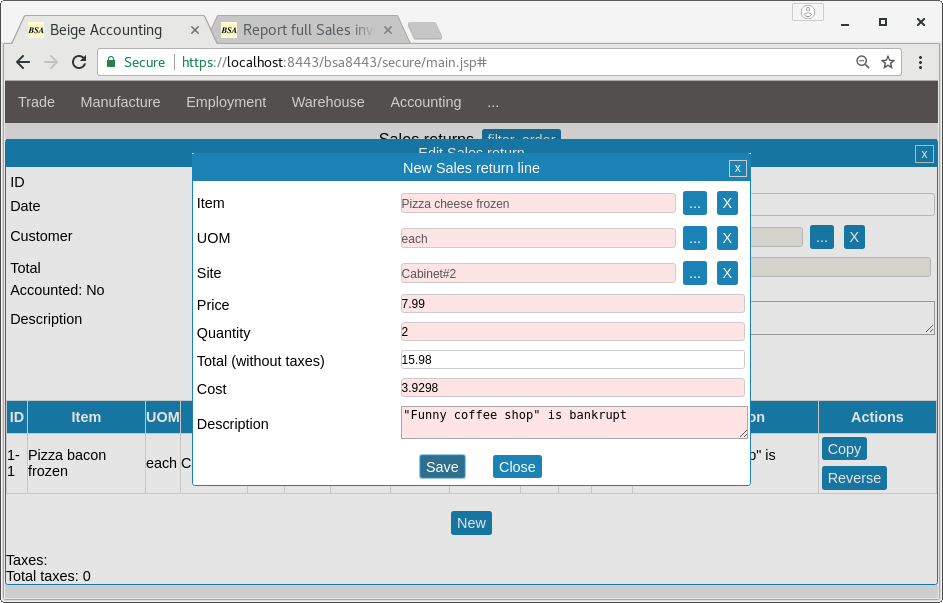 BSA Beige Accounting ×
BSA Report full Sales inv ×
Secure https://localhost:8443/bsa8443/secure/main.jsp#
Trade Manufacture Employment Warehouse Accounting ...
Sales returns filter, order
Edit Sales return x
New Sales return line x
ID
Date
Customer ... X
Total
Accounted: No
Description
Item Pizza cheese frozen ... X
UOM each ... X
Site Cabinet#2 ... X
Price 7.99
Quantity 2
Total (without taxes) 15.98
Cost 3.9298
Description "Funny coffee shop" is bankrupt
Save Close
ID Item UOM on Actions
1-1 Pizza bacon frozen each C p" is Copy
Reverse
New
Taxes:
Total taxes: 0